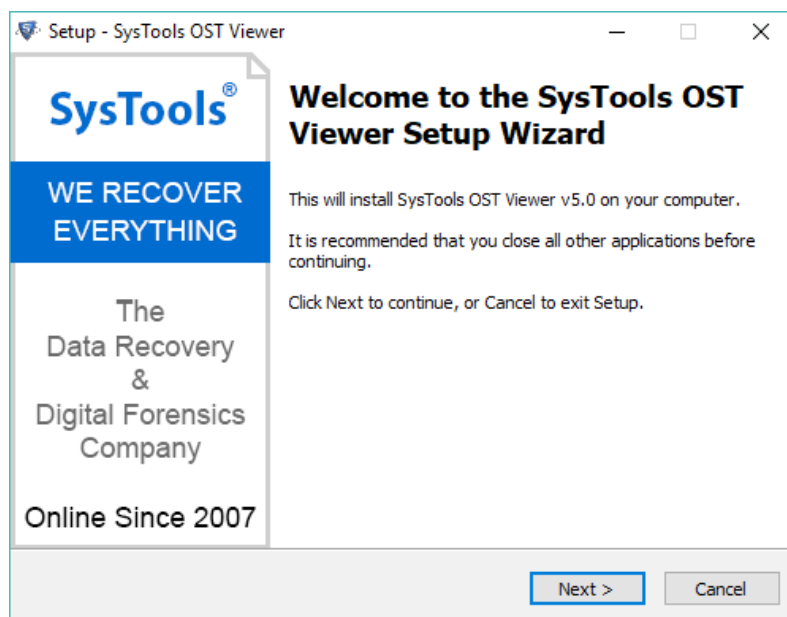 Setup - SysTools OST Viewer
SysTools®
WE RECOVER
EVERYTHING
The
Data Recovery
&
Digital Forensics
Company
Online Since 2007
Welcome to the SysTools OST
Viewer Setup Wizard
This will install SysTools OST Viewer v5.0 on your computer.
It is recommended that you close all other applications before
continuing.
Click Next to continue, or Cancel to exit Setup.
Next >
Cancel